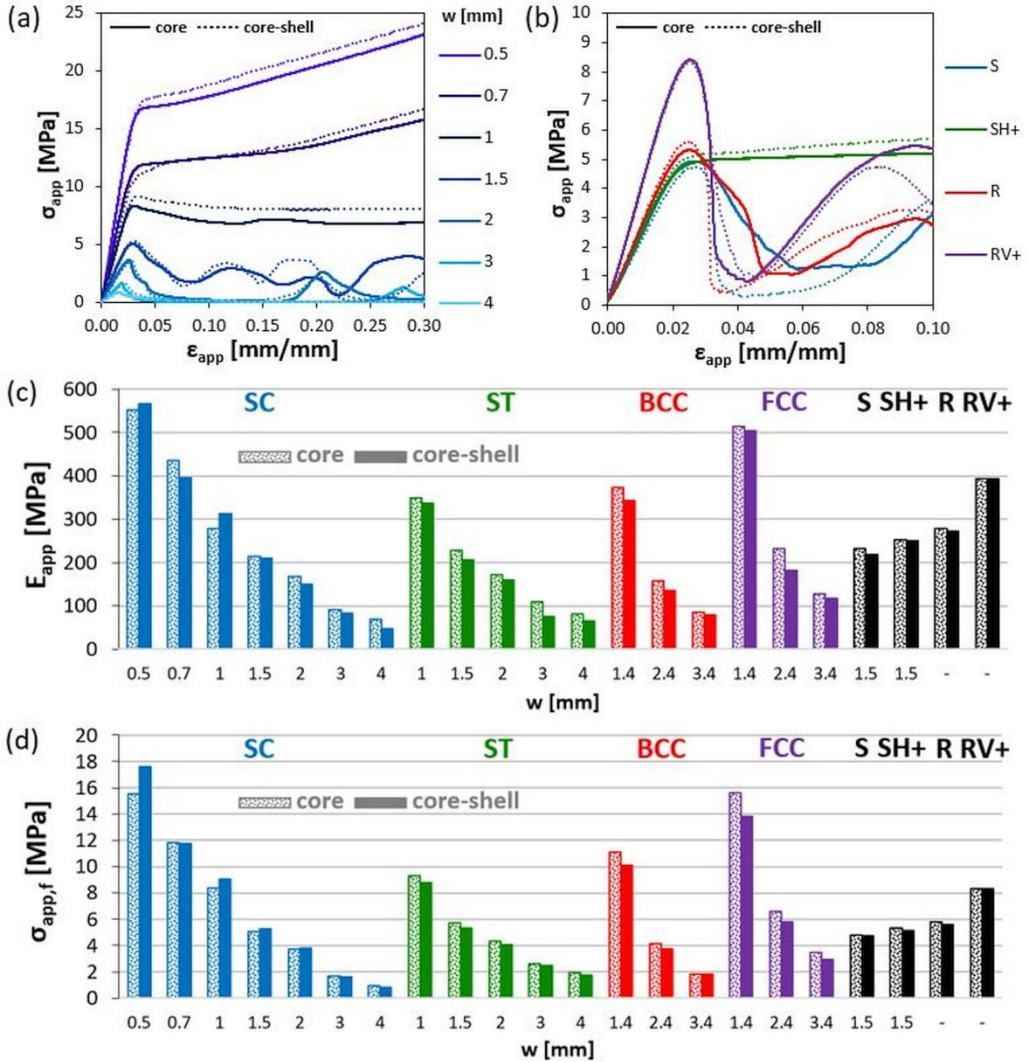 (a)
core core-shell
w [mm]
σapp [MPa]
25
20
15
10
5
0
0.00 0.05 0.10 0.15 0.20 0.25 0.30
εapp [mm/mm]
0.5
0.7
1
1.5
2
3
4
(b)
core core-shell
σapp [MPa]
10
9
8
7
6
5
4
3
2
1
0
0.00 0.02 0.04 0.06 0.08 0.10
εapp [mm/mm]
S
SH+
R
RV+
(c)
SC ST BCC FCC S SH+ R RV+
core core-shell
Eapp [MPa]
600
500
400
300
200
100
0
0.5 0.7 1 1.5 2 3 4 1 1.5 2 3 4 1.4 2.4 3.4 1.4 2.4 3.4 1.5 1.5 - -
w [mm]
(d)
SC ST BCC FCC S SH+ R RV+
core core-shell
σapp,f [MPa]
20
18
16
14
12
10
8
6
4
2
0
0.5 0.7 1 1.5 2 3 4 1 1.5 2 3 4 1.4 2.4 3.4 1.4 2.4 3.4 1.5 1.5 - -
w [mm]